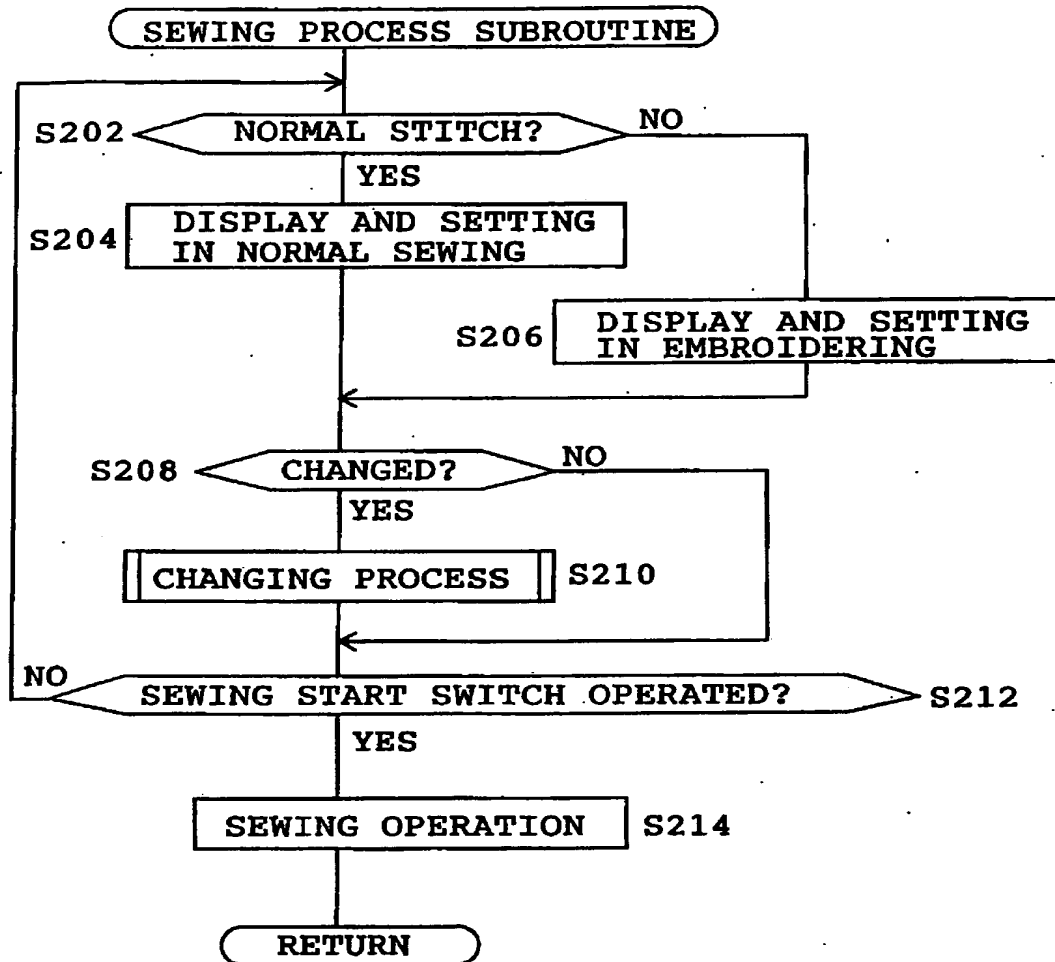 SEWING PROCESS SUBROUTINE
S202
NORMAL STITCH?
NO
YES
S204
DISPLAY AND SETTING
IN NORMAL SEWING
S206
DISPLAY AND SETTING
IN EMBROIDERING
S208
CHANGED?
NO
YES
CHANGING PROCESS
S210
NO
SEWING START SWITCH OPERATED?
S212
YES
SEWING OPERATION
S214
RETURN